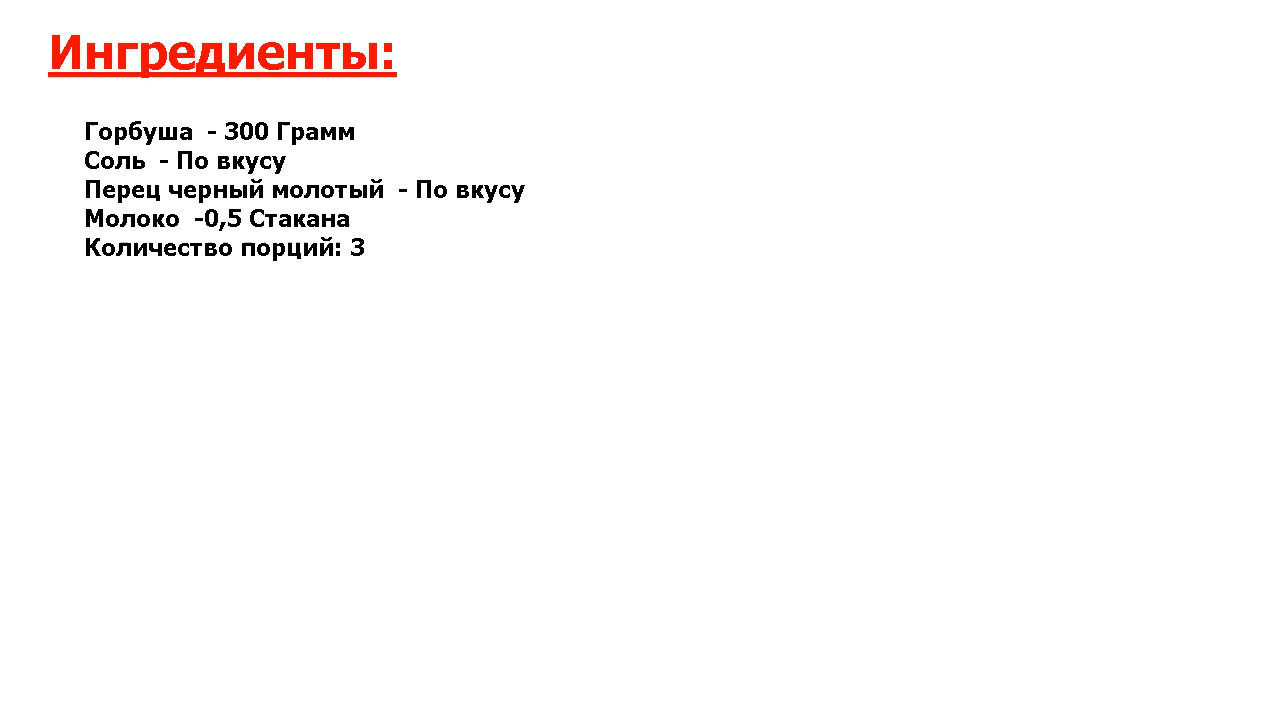 Ингредиенты:
Горбуша  - 300 Грамм
Соль  - По вкусу
Перец черный молотый  - По вкусу
Молоко  -0,5 Стакана
Количество порций: 3